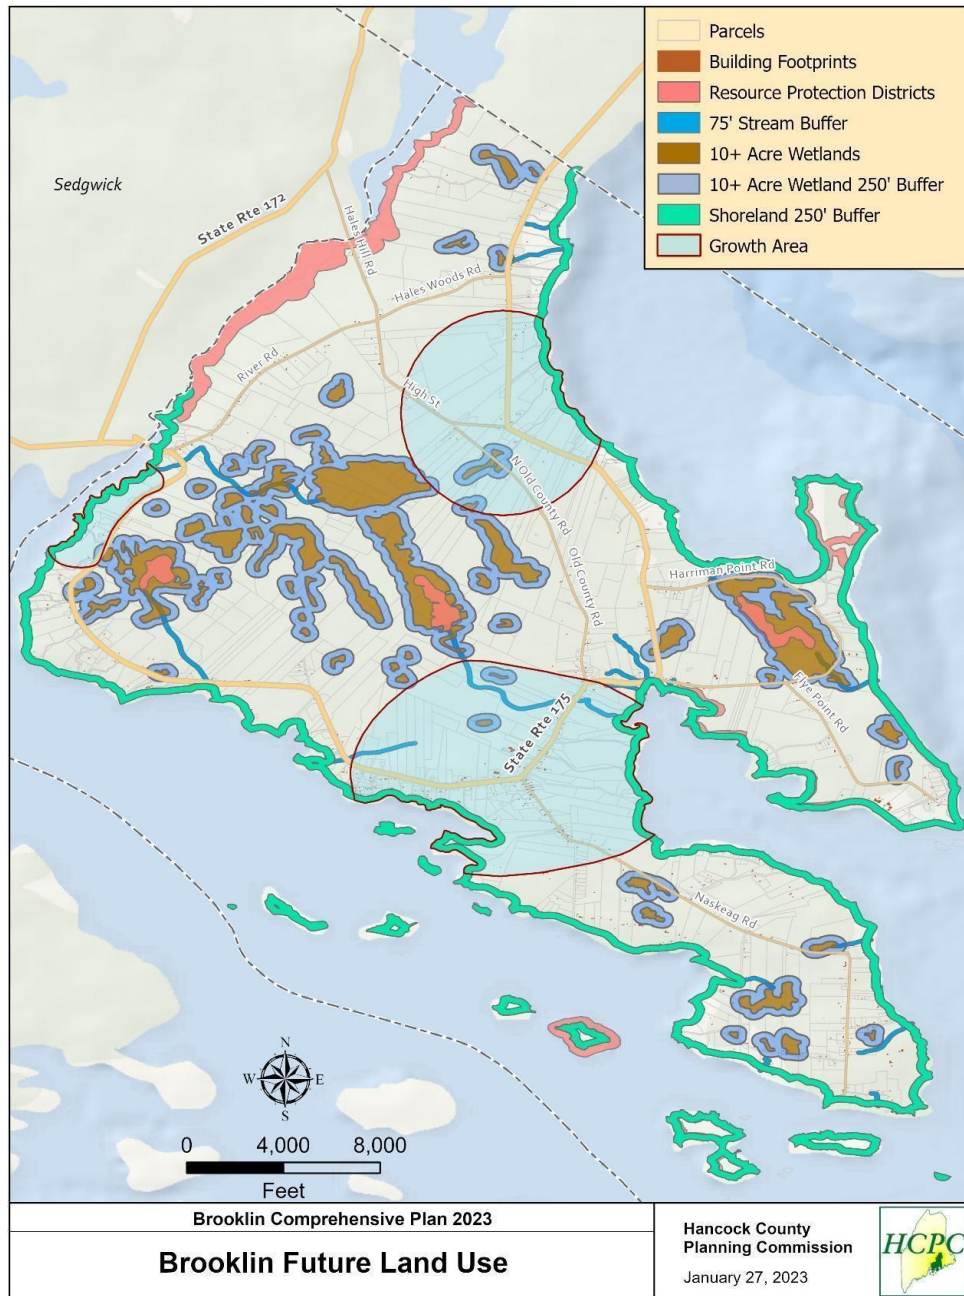 Parcels
Building Footprints
Resource Protection Districts
75' Stream Buffer
10+ Acre Wetlands
10+ Acre Wetland 250' Buffer
Shoreland 250' Buffer
Growth Area
Sedgwick
State Rte 172
Hales Hill Rd
Hales Woods Rd
River Rd
High St
N Old County Rd
Old County Rd
Harriman Point Rd
Flye Point Rd
State Rte 175
Naskeag Rd
N
W E
S
0 4,000 8,000
Feet
Brooklin Comprehensive Plan 2023
Brooklin Future Land Use
Hancock County
Planning Commission
January 27, 2023
HCPC